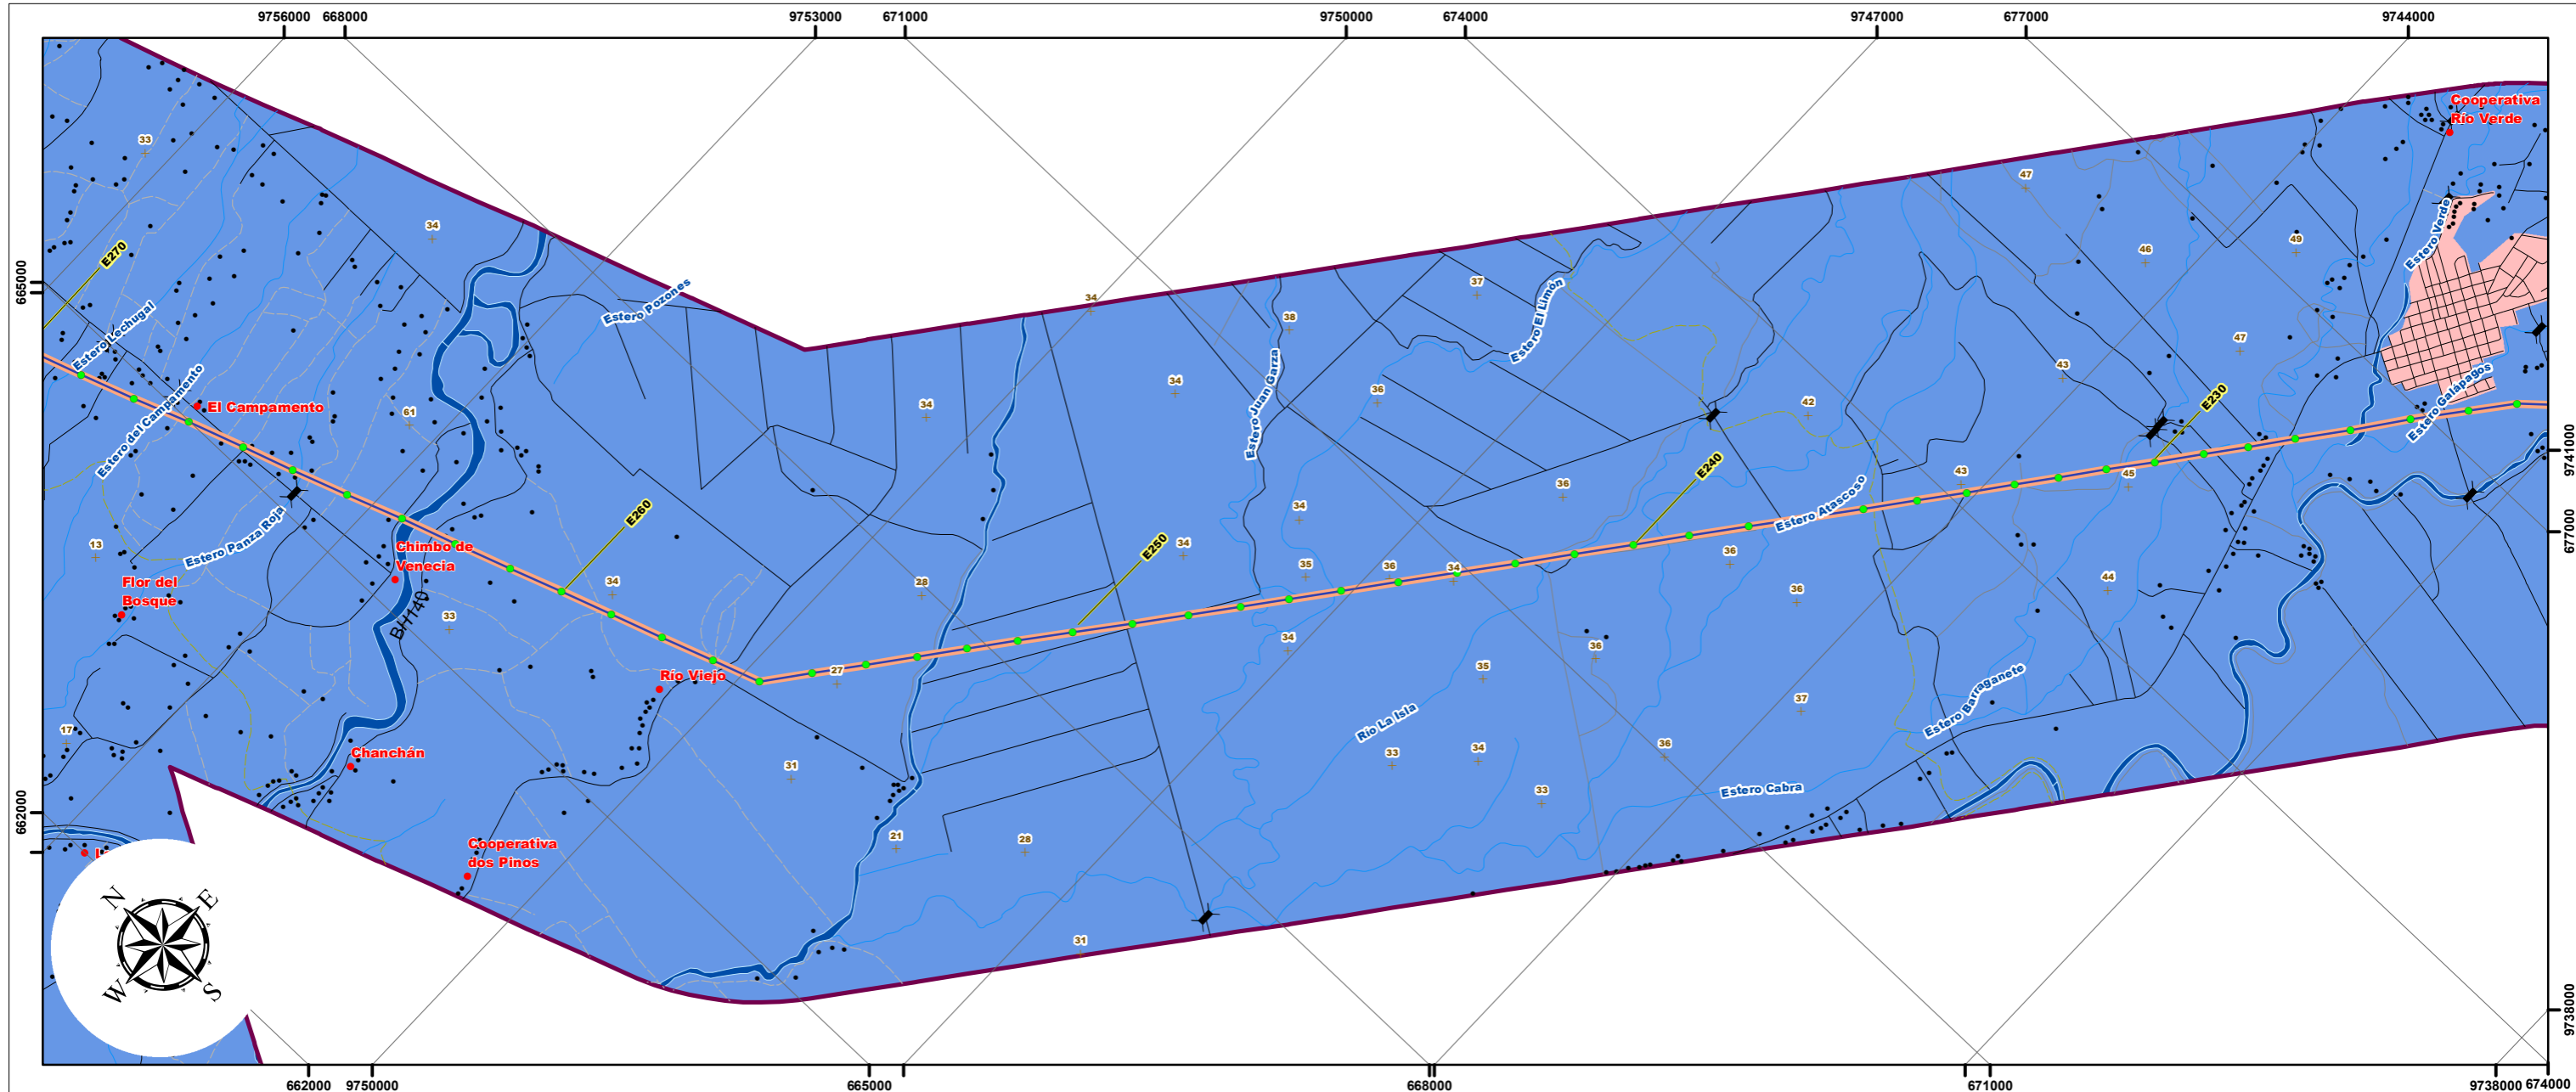 9756000 668000 9753000 671000 9750000 674000 9747000 677000 9744000
Cooperativa
Río Verde
33
47
34
46
49
Estero Verde
E270
665000
Estero Pozones
37
34
38
Estero El Limón
Estero Lechugal
47
43
34
36
Estero Juan Garza
Estero Galápagos
E230
El Campamento
61
34
42
Estero del Campamento
9741000
E240
43
45
36
Estero Atascoso
34
E260
Estero Panza Roja
677000
13
Chimbo de
Venecia
34
E250
36
35
36
34
Flor del
Bosque
34
28
44
36
BH140
33
34
36
35
27
Río Viejo
Estero Barraganete
37
Río La Isla
17
Chanchán
36
34
33
31
Estero Cabra
33
662000
21
28
Cooperativa
dos Pinos
31
N E
W S
9738000
662000 9750000 665000 668000 671000 9738000 674000